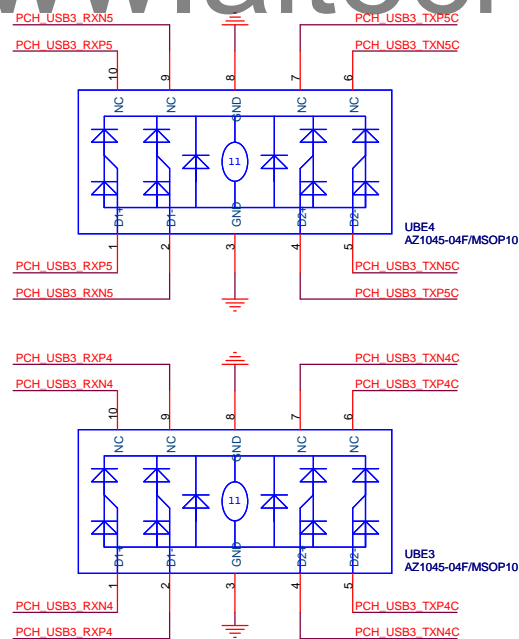 PCH_USB3_RXN5 PCH_USB3_TXP5C
PCH_USB3_RXP5 PCH_USB3_TXN5C
10 9 8 7 6
NC NC GND NC NC
11
D1+ D1- GND D2+ D2-
1 2 3 4 5
UBE4
AZ1045-04F/MSOP10
PCH_USB3_RXP5 PCH_USB3_TXN5C
PCH_USB3_RXN5 PCH_USB3_TXP5C
PCH_USB3_RXP4 PCH_USB3_TXN4C
PCH_USB3_RXN4 PCH_USB3_TXP4C
10 9 8 7 6
NC NC GND NC NC
11
D1+ D1- GND D2+ D2-
1 2 3 4 5
UBE3
AZ1045-04F/MSOP10
PCH_USB3_RXN4 PCH_USB3_TXP4C
PCH_USB3_RXP4 PCH_USB3_TXN4C